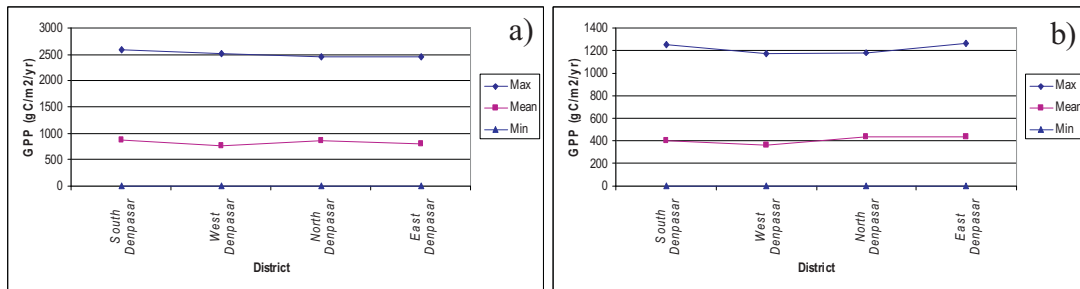 a)
GPP (gC/m2/yr)
3000
2500
2000
1500
1000
500
0
South Denpasar
West Denpasar
North Denpasar
East Denpasar
District
Max
Mean
Min
b)
GPP (gC/m2/yr)
1400
1200
1000
800
600
400
200
0
South Denpasar
West Denpasar
North Denpasar
East Denpasar
District
Max
Mean
Min